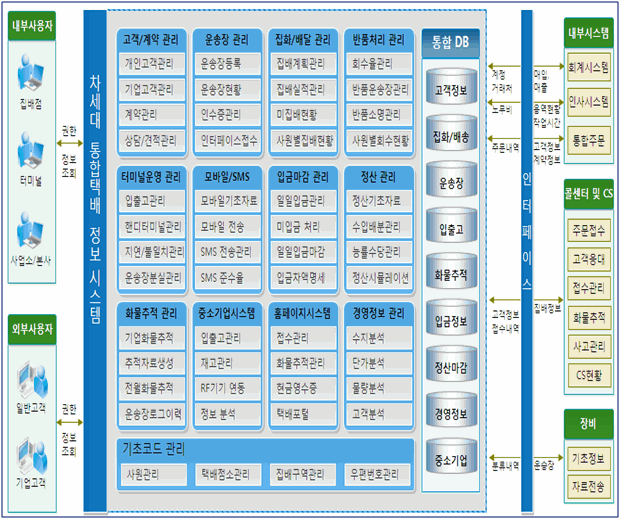 내부사용자
집배점
터미널
사업소/본사
외부사용자
일반고객
기업고객
권한
정보
조회
권한
정보
조회
차세대 통합택배 정보 시스템
고객/계약 관리
개인고객관리
기업고객관리
계약관리
상담/견적관리
운송장 관리
운송장등록
운송장현황
인수증관리
인터페이스접수
집화/배달 관리
집배계획관리
집배실적관리
미집배현황
사원별집배현황
반품처리 관리
회수율관리
반품운송장관리
반품소명관리
사원별회수현황
터미널운영 관리
입출고관리
핸디터미널관리
지연/불일치관리
운송장분실관리
모바일/SMS
모바일기초자료
모바일 전송
SMS 전송관리
SMS 준수율
입금마감 관리
일일입금관리
미입금 처리
일일입금마감
입금차액명세
정산 관리
정산기초자료
수입배분관리
능률수당관리
정산시뮬레이션
화물추적 관리
기업화물추적
추적자료생성
전월화물추적
운송장로그이력
중소기업시스템
입출고관리
재고관리
RF기기 연동
정보 분석
홈페이지시스템
접수관리
화물추적관리
현금영수증
택배포털
경영정보 관리
수지분석
단가분석
물량분석
고객분석
기초코드 관리
사원관리
택배점소관리
집배구역관리
우편번호관리
통합 DB
고객정보
집화/배송
운송장
입출고
화물추적
입금정보
정산마감
경영정보
중소기업
계정
거래처
노무비
주문내역
고객정보
접수내역
분류내역
인터페이스
매입
매출
용역현황
작업시간
고객정보
계약정보
집배정보
운송장
내부시스템
회계시스템
인사시스템
통합주문
콜센터 및 CS
주문접수
고객응대
접수관리
화물추적
사고관리
CS현황
장비
기초정보
자료전송